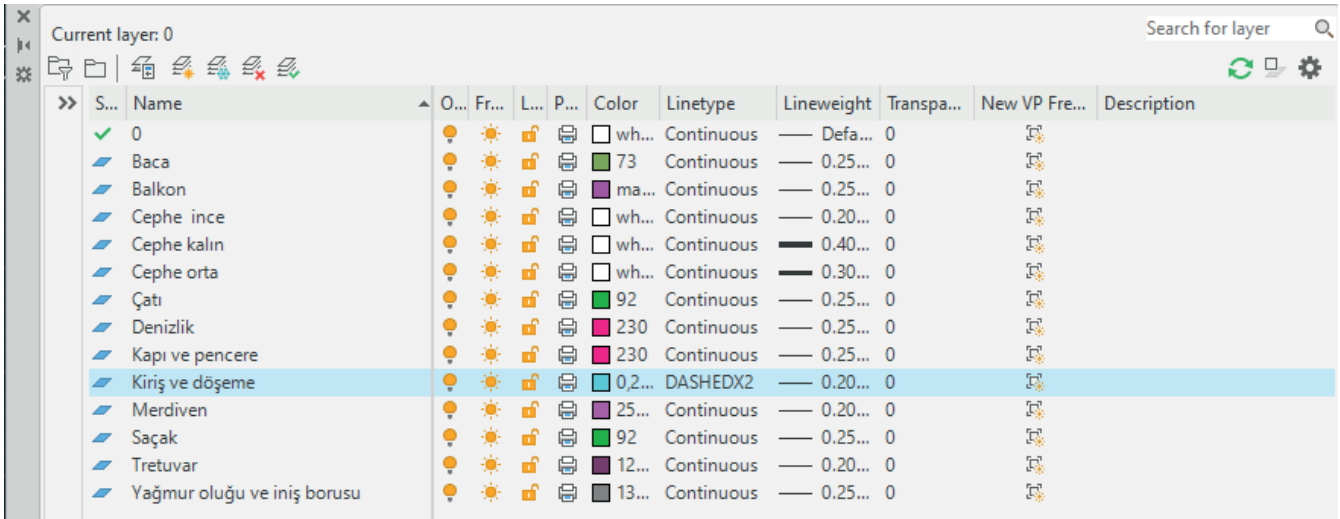 Current layer: 0
Search for layer
S... Name O... Fr... L... P... Color Linetype Lineweight Transpa... New VP Fre... Description
0 wh... Continuous Defa... 0
Baca 73 Continuous 0.25... 0
Balkon ma... Continuous 0.25... 0
Cephe ince wh... Continuous 0.20... 0
Cephe kalın wh... Continuous 0.40... 0
Cephe orta wh... Continuous 0.30... 0
Çatı 92 Continuous 0.25... 0
Denizlik 230 Continuous 0.25... 0
Kapı ve pencere 230 Continuous 0.25... 0
Kiriş ve döşeme 0,2... DASHEDX2 0.20... 0
Merdiven 25... Continuous 0.20... 0
Saçak 92 Continuous 0.25... 0
Tretuvar 12... Continuous 0.20... 0
Yağmur oluğu ve iniş borusu 13... Continuous 0.25... 0